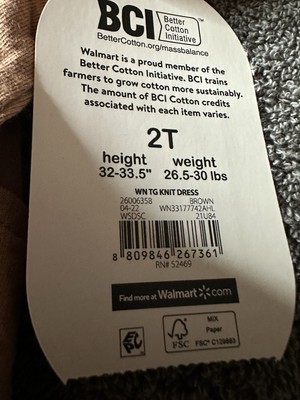 BCI Better
Cotton
Initiative
BetterCotton.org/massbalance
Walmart is a proud member of the
Better Cotton Initiative. BCI trains
farmers to grow cotton more sustainably.
The amount of BCI Cotton credits
associated with each item varies.
2T
height weight
32-33.5" 26.5-30 lbs
WN TG KNIT DRESS
26006358 BROWN
04-22 WN33177742AHL
WSDSC 21U84
8 809846 267361
RN# 52469
Find more at Walmart.com
FSC
MIX
Paper